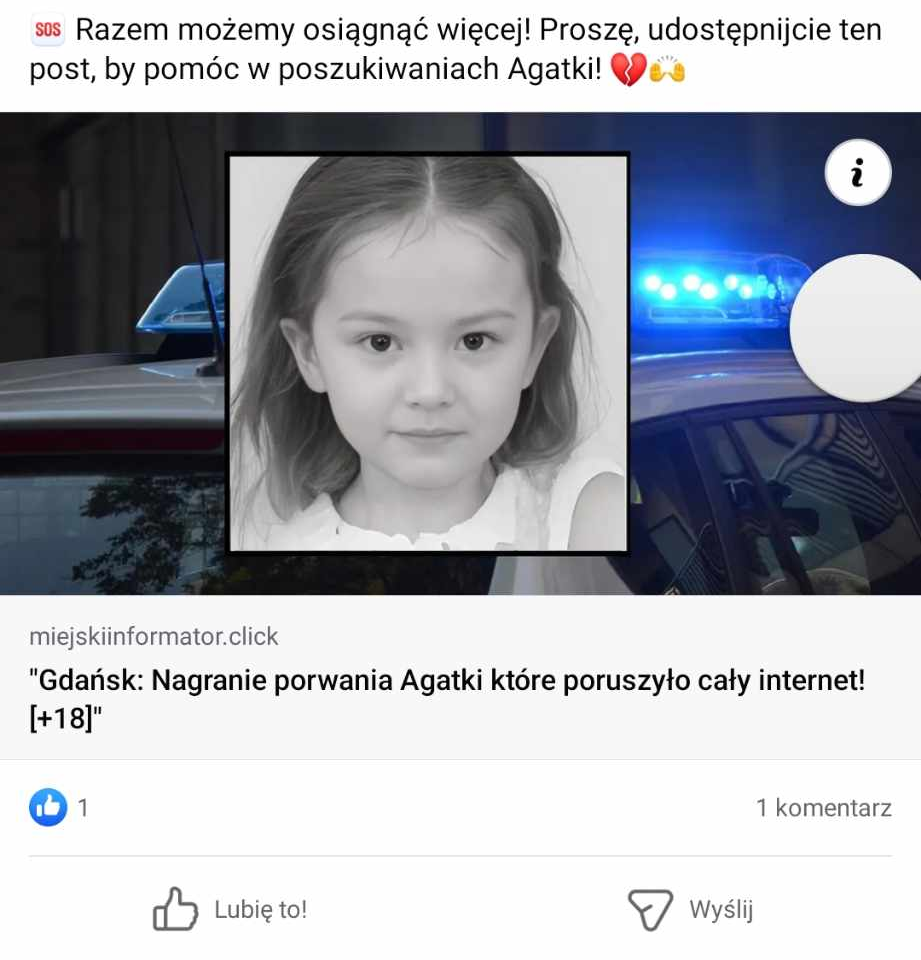 SOS Razem możemy osiągnąć więcej! Proszę, udostępnijcie ten
post, by pomóc w poszukiwaniach Agatki! 💔🙌
i
miejskiinformator.click
"Gdańsk: Nagranie porwania Agatki które poruszyło cały internet!
[+18]"
1
1 komentarz
Lubię to!
Wyślij